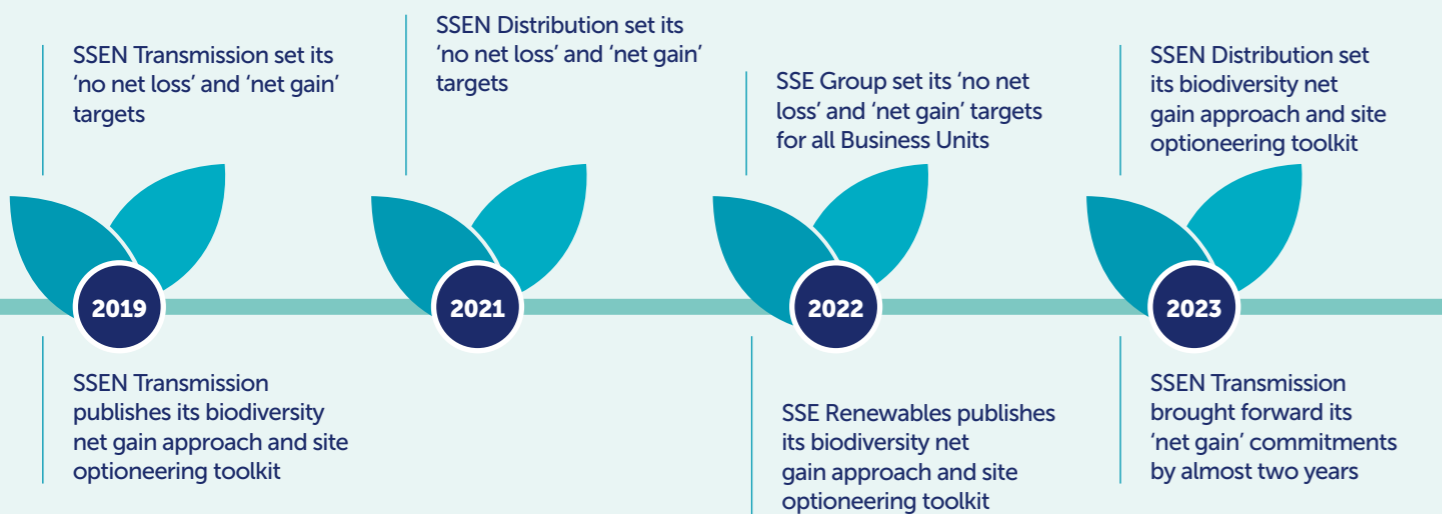 SSEN Transmission set its
‘no net loss’ and ‘net gain’
targets
2019
SSEN Transmission
publishes its biodiversity
net gain approach and site
optioneering toolkit
SSEN Distribution set its
‘no net loss’ and ‘net gain’
targets
2021
SSE Group set its ‘no net
loss’ and ‘net gain’ targets
for all Business Units
2022
SSE Renewables publishes
its biodiversity net
gain approach and site
optioneering toolkit
SSEN Distribution set
its biodiversity net
gain approach and site
optioneering toolkit
2023
SSEN Transmission
brought forward its
‘net gain’ commitments
by almost two years